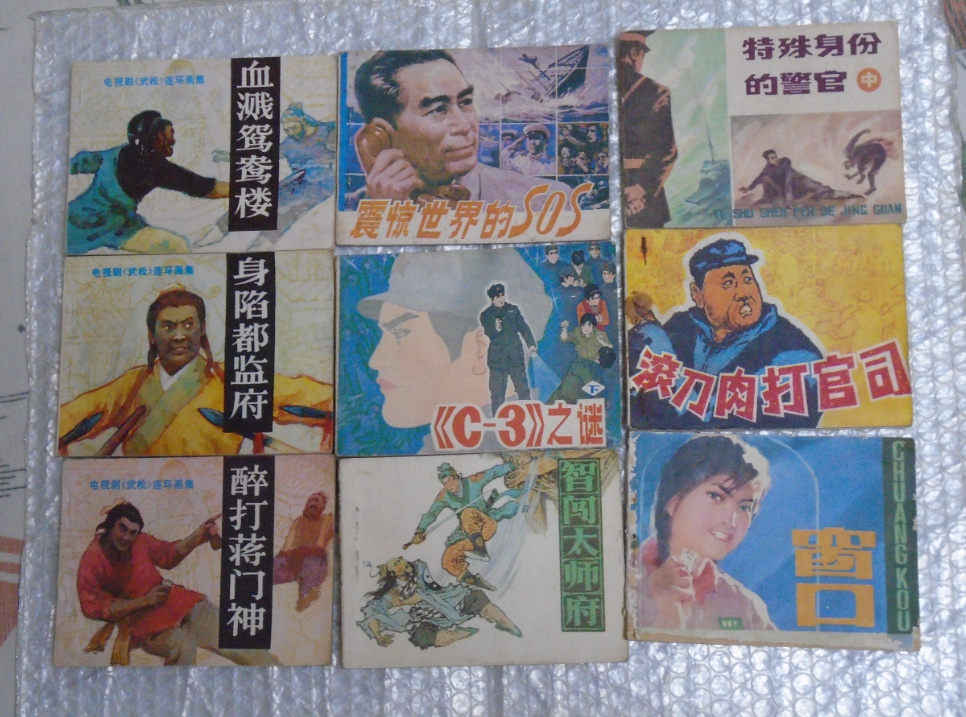 电视�《武松》连环画集
血溅鸳鸯楼
震惊世界的SOS
特殊身份
的警官 中
TE SHU SHEN FEN DE JING GUAN
电视剧《武松》连环画集
身陷都监府
《C-3》之谜
下
滚刀肉打官司
电视剧《武松》连环画集
醉打蒋门神
智闯太师府
窗口
CHUANG KOU